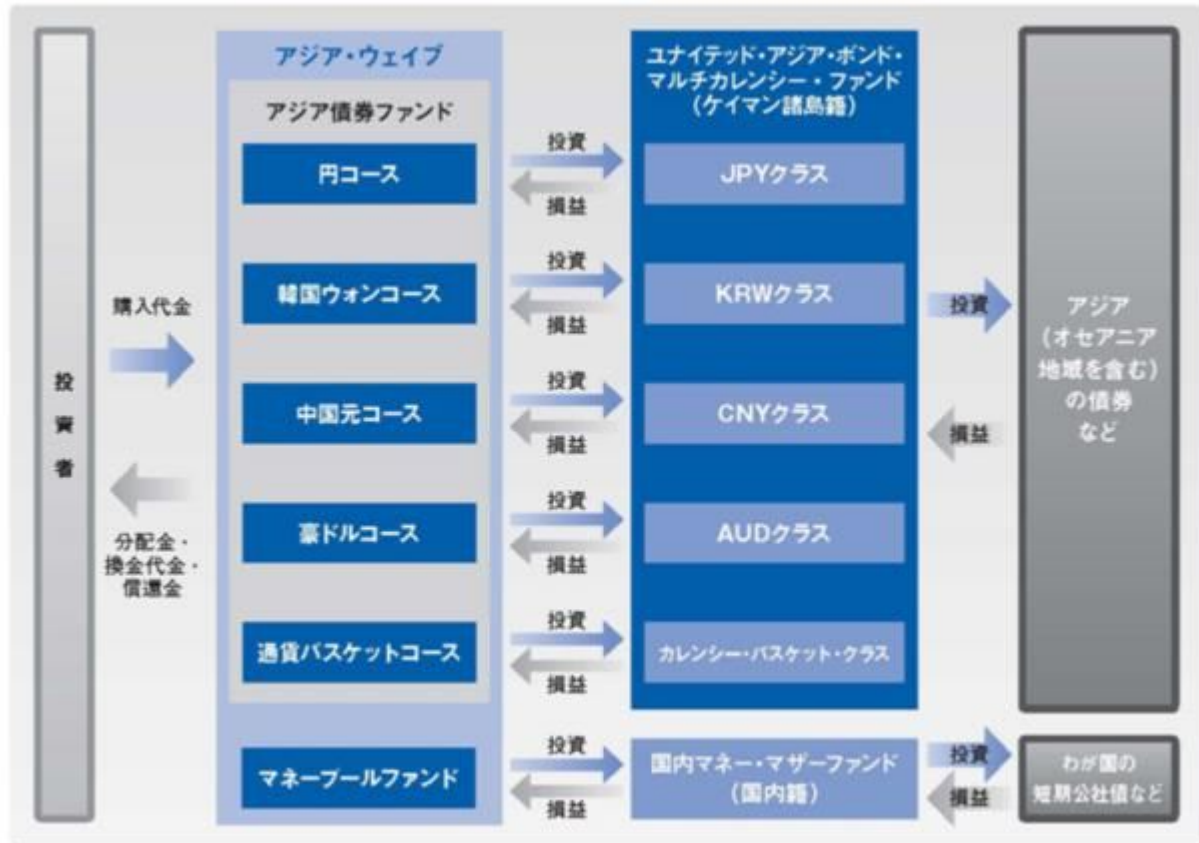 投資者
購入代金
分配金・
換金代金・
償還金
アジア・ウェイブ
アジア債券ファンド
円コース
韓国ウォンコース
中国元コース
豪ドルコース
通貨バスケットコース
マネープールファンド
投資
損益
投資
損益
投資
損益
投資
損益
投資
損益
投資
損益
ユナイテッド・アジア・ボンド・
マルチカレンシー・ファンド
(ケイマン諸島籍)
JPYクラス
KRWクラス
CNYクラス
AUDクラス
カレンシー・バスケット・クラス
国内マネー・マザーファンド
(国内籍)
投資
損益
投資
損益
アジア
(オセアニア
地域を含む)
の債券
など
わが国の
短期公社債など